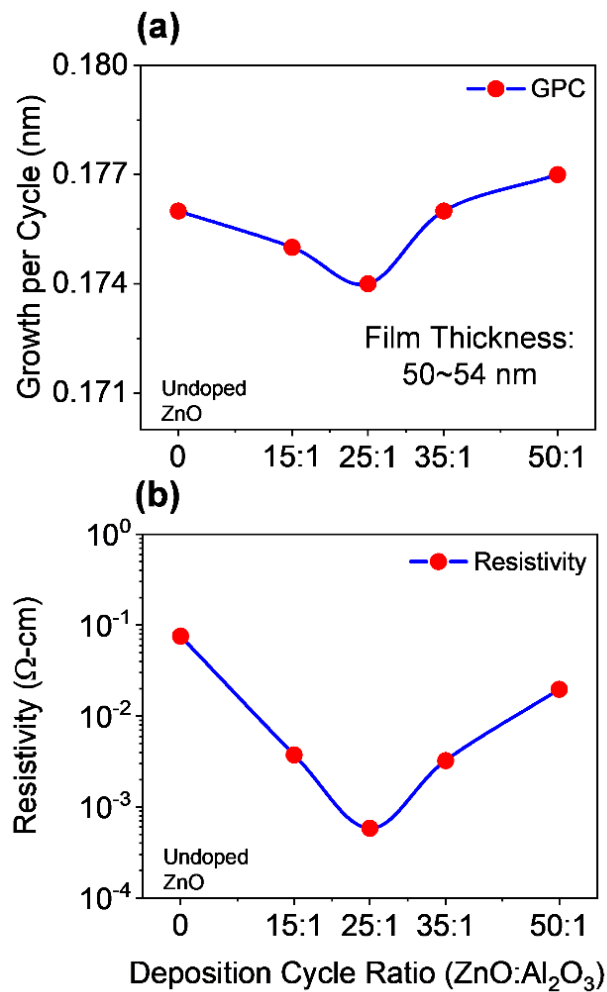 (a)
0.180
0.177
0.174
0.171
Growth per Cycle (nm)
GPC
Film Thickness:
50~54 nm
Undoped
ZnO
0 15:1 25:1 35:1 50:1
(b)
10⁰
10⁻¹
10⁻²
10⁻³
10⁻⁴
Resistivity (Ω-cm)
Resistivity
Undoped
ZnO
0 15:1 25:1 35:1 50:1
Deposition Cycle Ratio (ZnO:Al₂O₃)